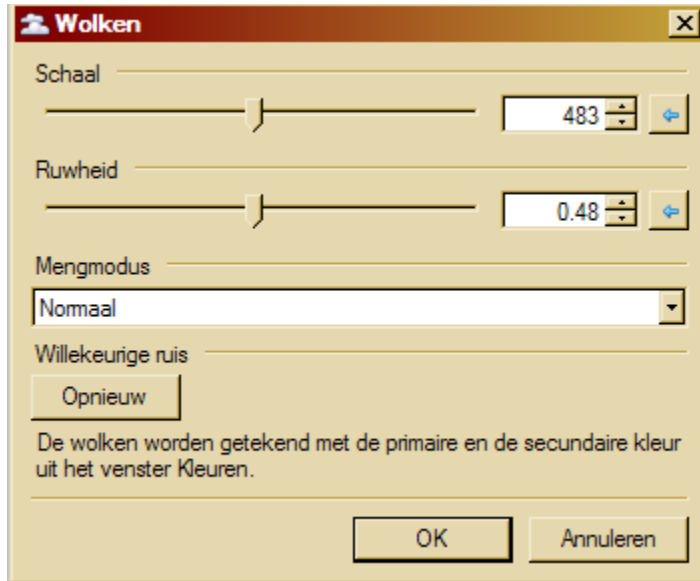 Wolken
Schaal
483
Ruwheid
0.48
Mengmodus
Normaal
Willekeurige ruis
Opnieuw
De wolken worden getekend met de primaire en de secundaire kleur
uit het venster Kleuren.
OK Annuleren